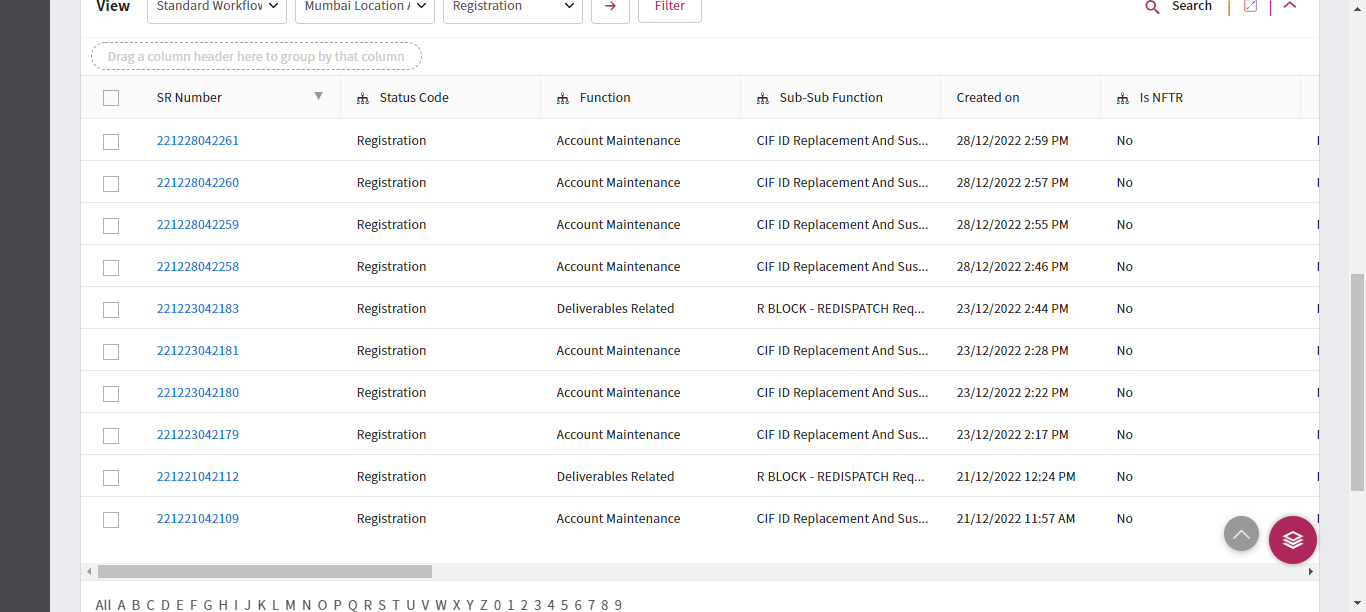 View Standard Workflov Mumbai Location A Registration Filter Search
Drag a column header here to group by that column
SR Number Status Code Function Sub-Sub Function Created on Is NFTR
221228042261 Registration Account Maintenance CIF ID Replacement And Sus... 28/12/2022 2:59 PM No
221228042260 Registration Account Maintenance CIF ID Replacement And Sus... 28/12/2022 2:57 PM No
221228042259 Registration Account Maintenance CIF ID Replacement And Sus... 28/12/2022 2:55 PM No
221228042258 Registration Account Maintenance CIF ID Replacement And Sus... 28/12/2022 2:46 PM No
221223042183 Registration Deliverables Related R BLOCK - REDISPATCH Req... 23/12/2022 2:44 PM No
221223042181 Registration Account Maintenance CIF ID Replacement And Sus... 23/12/2022 2:28 PM No
221223042180 Registration Account Maintenance CIF ID Replacement And Sus... 23/12/2022 2:22 PM No
221223042179 Registration Account Maintenance CIF ID Replacement And Sus... 23/12/2022 2:17 PM No
221221042112 Registration Deliverables Related R BLOCK - REDISPATCH Req... 21/12/2022 12:24 PM No
221221042109 Registration Account Maintenance CIF ID Replacement And Sus... 21/12/2022 11:57 AM No
All A B C D E F G H I J K L M N O P Q R S T U V W X Y Z 0 1 2 3 4 5 6 7 8 9